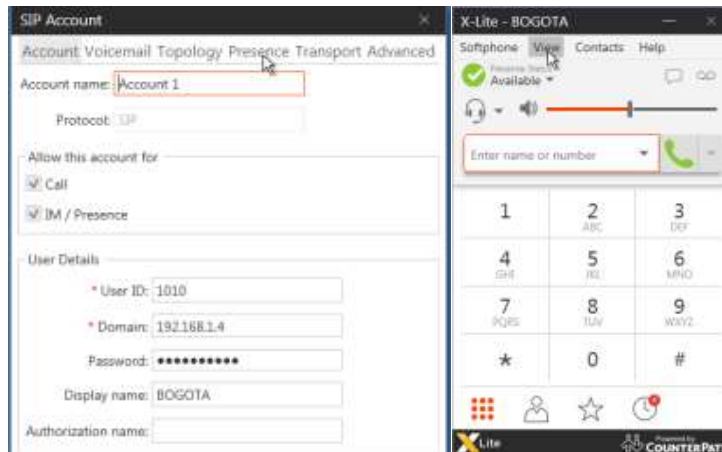 SIP Account
Account Voicemail Topology Presence Transport Advanced
Account name: Account 1
Protocol: SIP
Allow this account for
Call
IM / Presence
User Details
* User ID: 1010
* Domain: 192.168.1.4
Password: ●●●●●●●●●●
Display name: BOGOTA
Authorization name:
X-Lite - BOGOTA
Softphone View Contacts Help
Available
Enter name or number
1 2 3
ABC DEF
4 5 6
GHI JKL MNO
7 8 9
PQRS TUV WXYZ
* 0 #
X Lite Powered by
COUNTERPAT